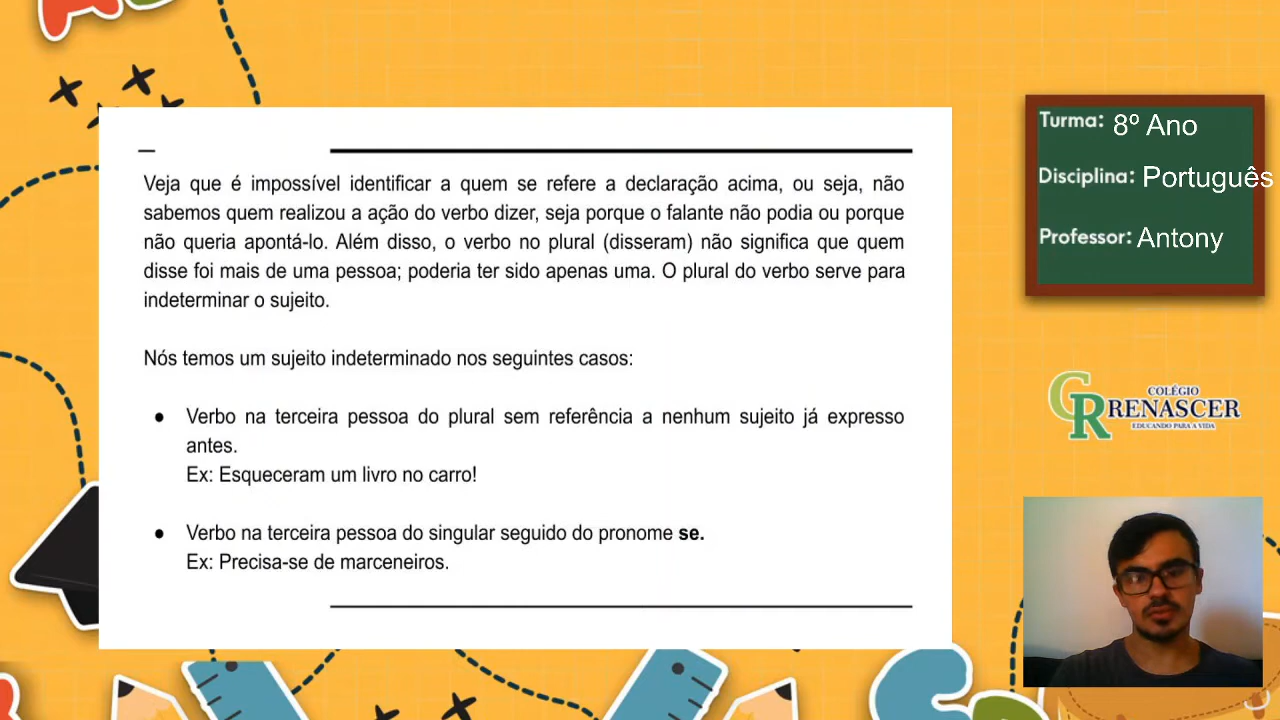 Veja que é impossível identificar a quem se refere a declaração acima, ou seja, não
sabemos quem realizou a ação do verbo dizer, seja porque o falante não podia ou porque
não queria apontá-lo. Além disso, o verbo no plural (disseram) não significa que quem
disse foi mais de uma pessoa; poderia ter sido apenas uma. O plural do verbo serve para
indeterminar o sujeito.
Nós temos um sujeito indeterminado nos seguintes casos:
● Verbo na terceira pessoa do plural sem referência a nenhum sujeito já expresso
antes.
Ex: Esqueceram um livro no carro!
● Verbo na terceira pessoa do singular seguido do pronome se.
Ex: Precisa-se de marceneiros.
Turma: 8º Ano
Disciplina: Português
Professor: Antony
CR
COLÉGIO
RENASCER
EDUCANDO PARA A VIDA